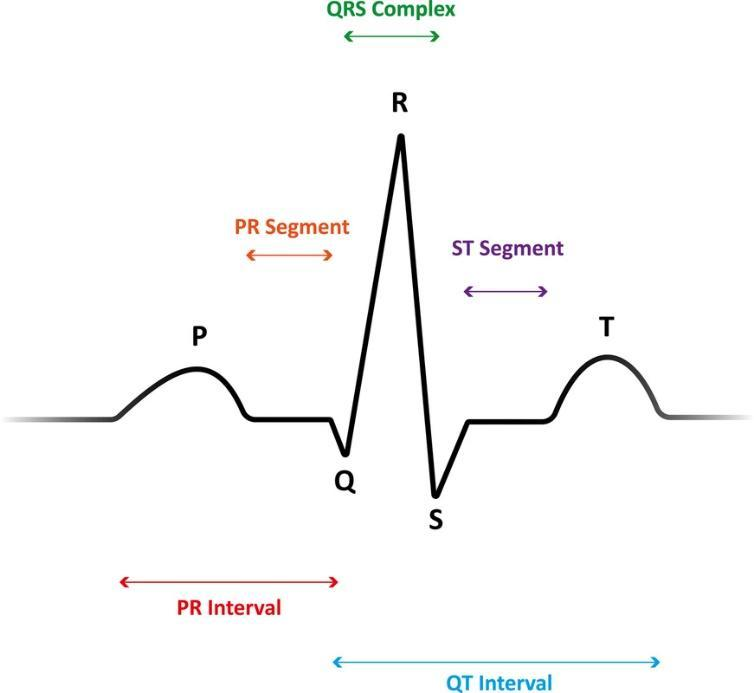 QRS Complex
R
PR Segment
ST Segment
P
T
Q
S
PR Interval
QT Interval